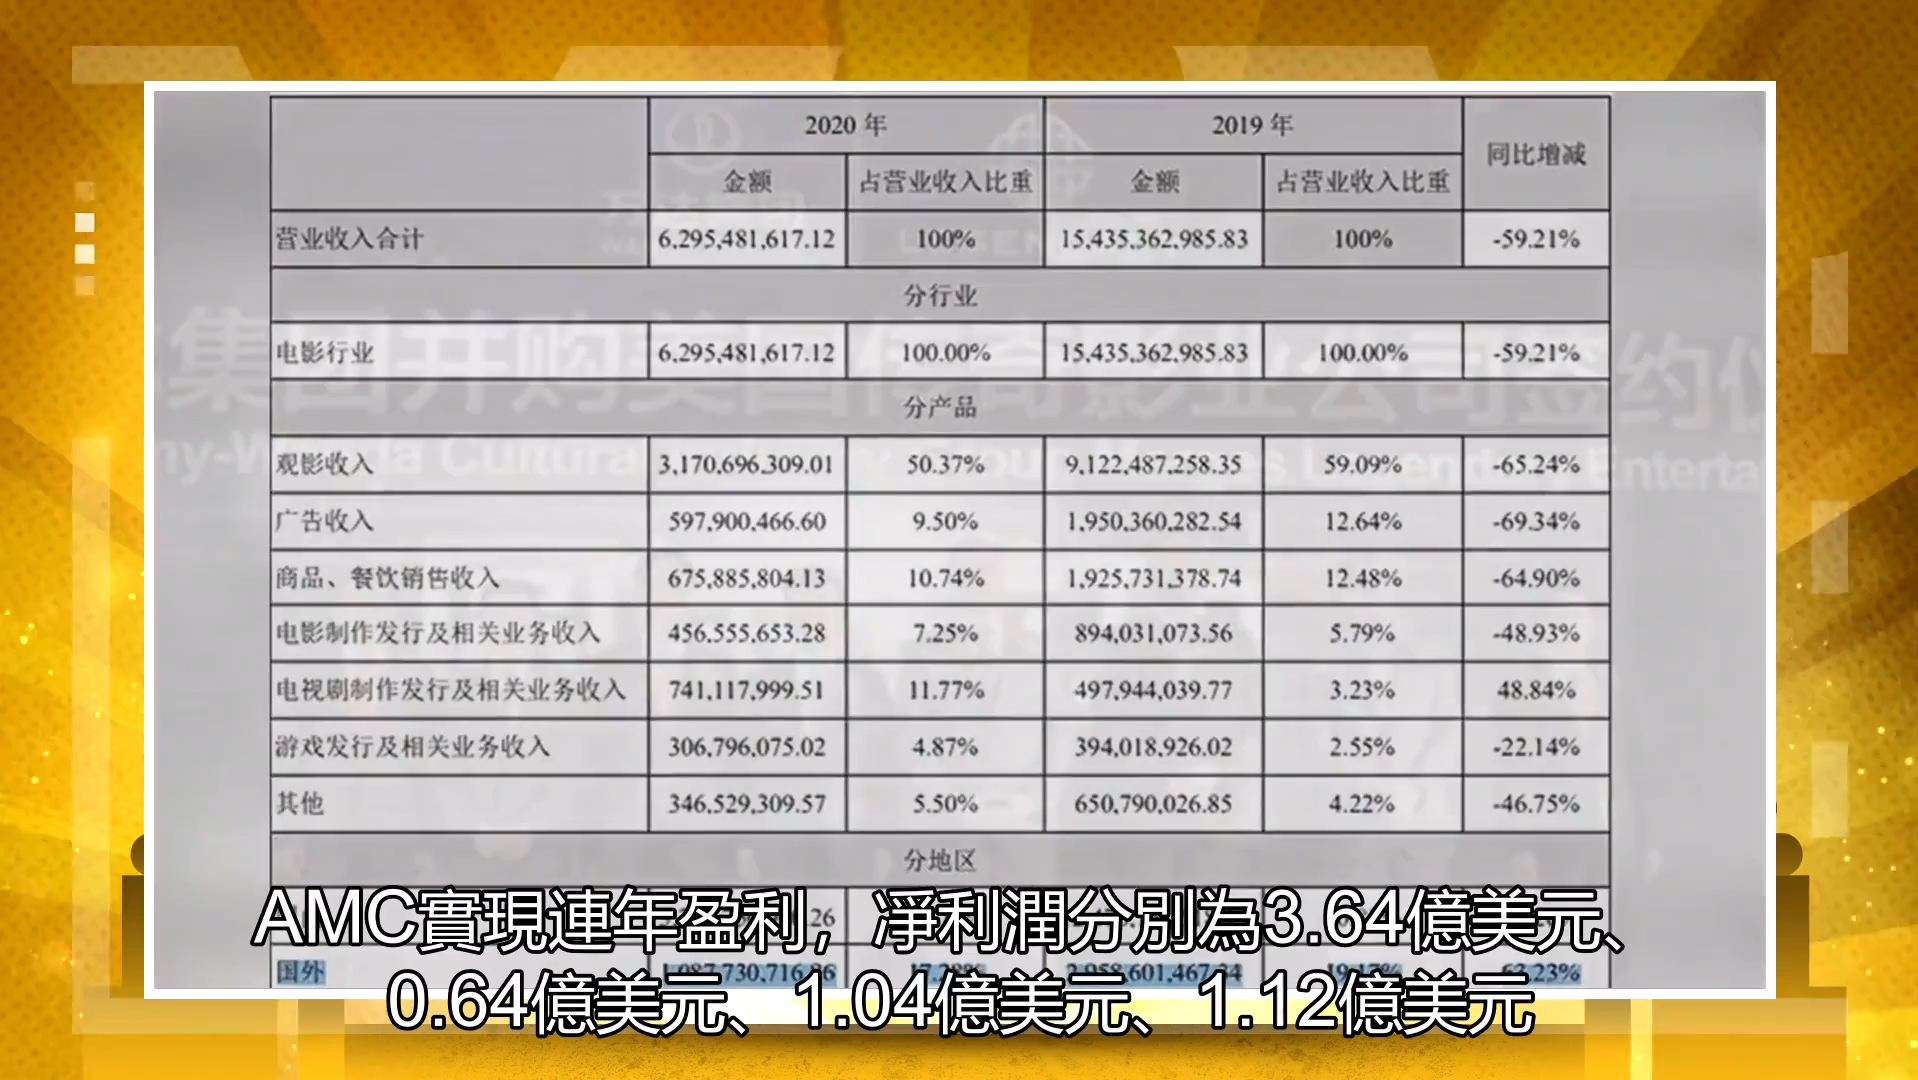 2020 年 2019 年 同比增减
金额 占营业收入比重 金额 占营业收入比重
营业收入合计 6,295,481,617.12 100% 15,435,362,985.83 100% -59.21%
分行业
电影行业 6,295,481,617.12 100.00% 15,435,362,985.83 100.00% -59.21%
分产品
观影收入 3,170,696,309.01 50.37% 9,122,487,258.35 59.09% -65.24%
广告收入 597,900,466.60 9.50% 1,950,360,282.54 12.64% -69.34%
商品、餐饮销售收入 675,885,804.13 10.74% 1,925,731,378.74 12.48% -64.90%
电影制作发行及相关业务收入 456,555,653.28 7.25% 894,031,073.56 5.79% -48.93%
电视剧制作发行及相关业务收入 741,117,999.51 11.77% 497,944,039.77 3.23% 48.84%
游戏发行及相关业务收入 306,796,075.02 4.87% 394,018,926.02 2.55% -22.14%
其他 346,529,309.57 5.50% 650,790,026.85 4.22% -46.75%
分地区
国外
AMC實現連年盈利，凈利潤分別為3.64億美元、
0.64億美元、1.04億美元、1.12億美元